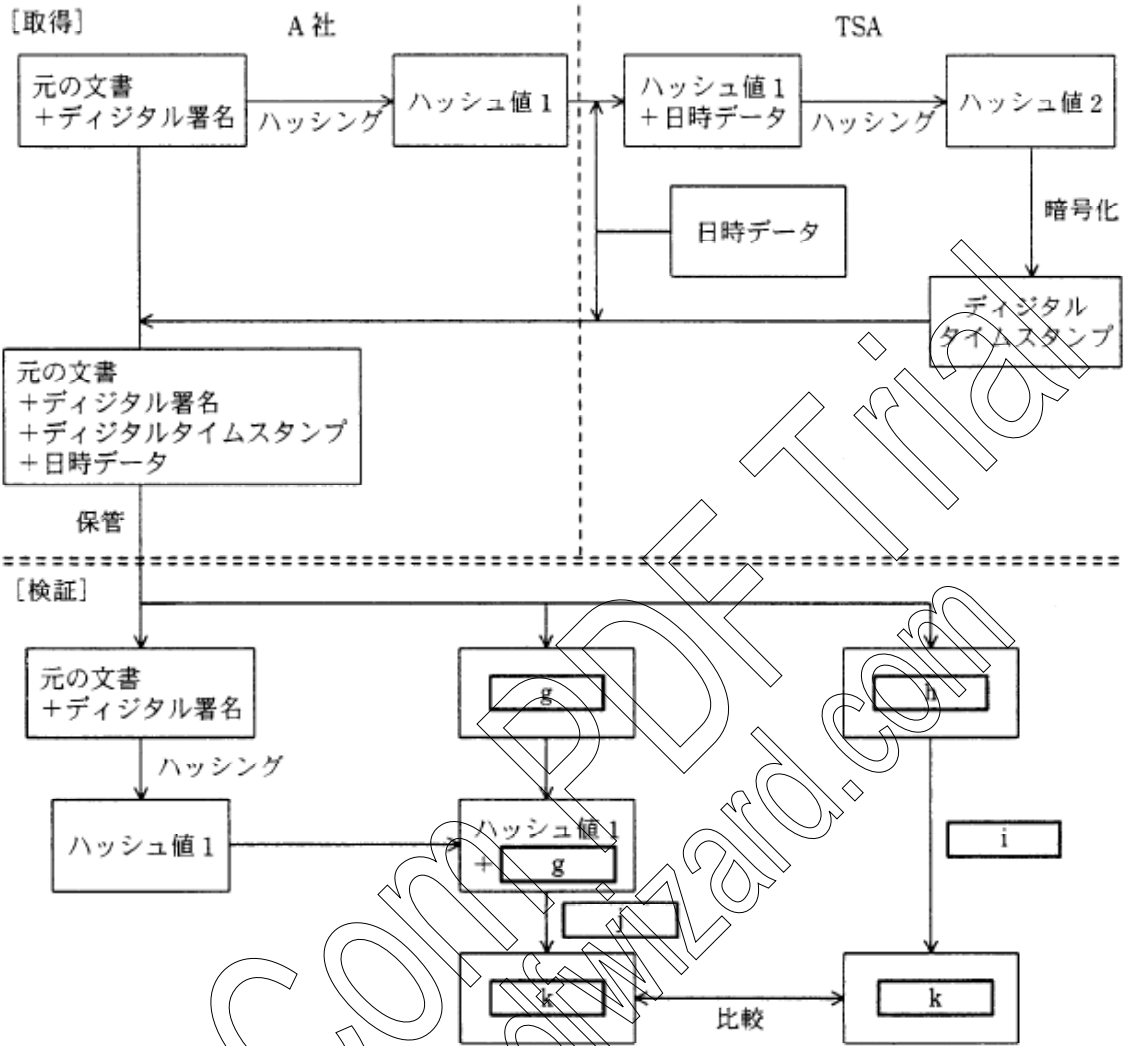 [取得]
A 社
TSA
元の文書
＋ディジタル署名
ハッシング
ハッシュ値 1
ハッシュ値 1
＋日時データ
ハッシング
ハッシュ値 2
日時データ
暗号化
ディジタル
タイムスタンプ
元の文書
＋ディジタル署名
＋ディジタルタイムスタンプ
＋日時データ
保管
[検証]
元の文書
＋ディジタル署名
g
h
ハッシング
ハッシュ値 1
ハッシュ値 1
＋ g
i
j
k
比較
k
Com PDF Trial
pdfwizard.com